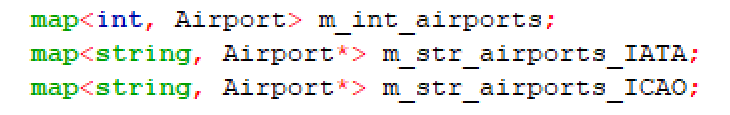 map<int, Airport> m_int_airports;
map<string, Airport*> m_str_airports_IATA;
map<string, Airport*> m_str_airports_ICAO;